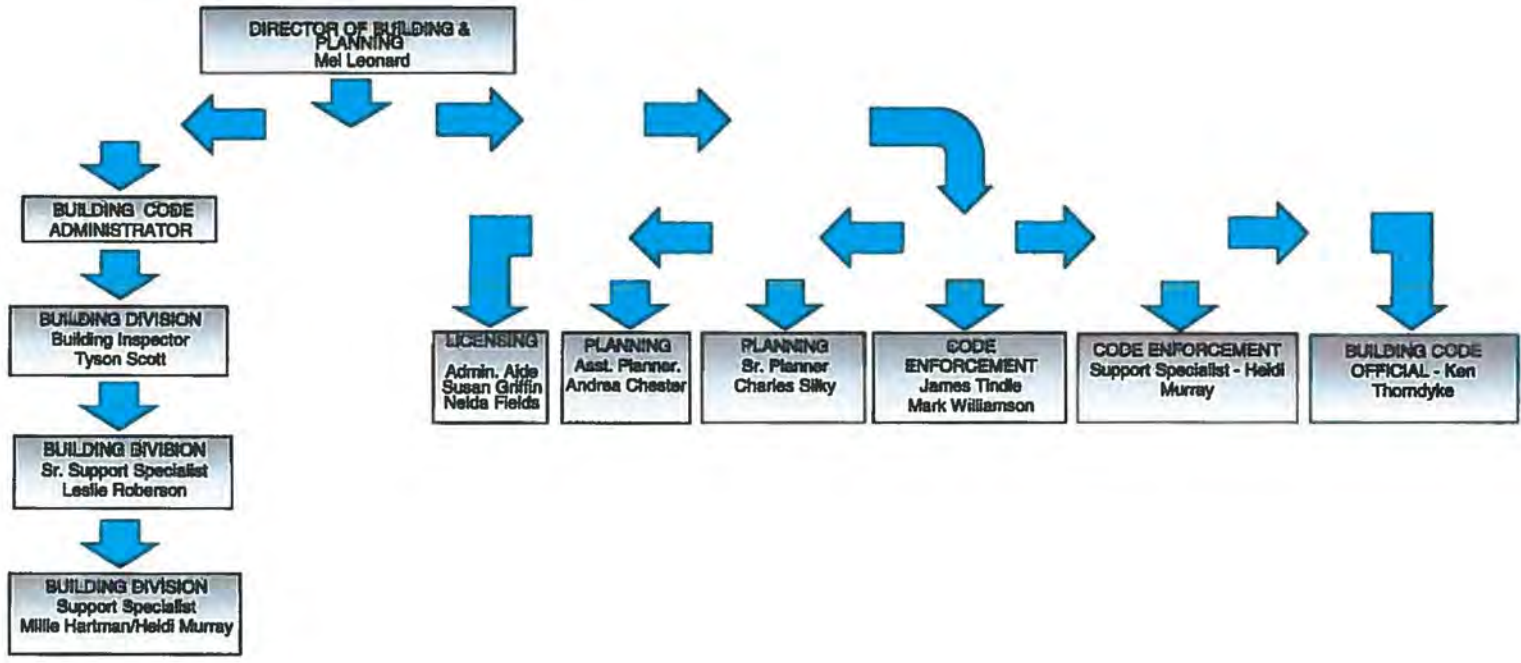 DIRECTOR OF BUILDING &
PLANNING
Mel Leonard
BUILDING CODE
ADMINISTRATOR
BUILDING DIVISION
Building Inspector
Tyson Scott
BUILDING DIVISION
Sr. Support Specialist
Leslie Roberson
BUILDING DIVISION
Support Specialist
Millie Hartman/Heidi Murray
LICENSING
Admin. Aide
Susan Griffin
Nelda Fields
PLANNING
Asst. Planner.
Andrea Chester
PLANNING
Sr. Planner
Charles Silky
CODE
ENFORCEMENT
James Tindle
Mark Williamson
CODE ENFORCEMENT
Support Specialist - Heidi
Murray
BUILDING CODE
OFFICIAL - Ken
Thorndyke